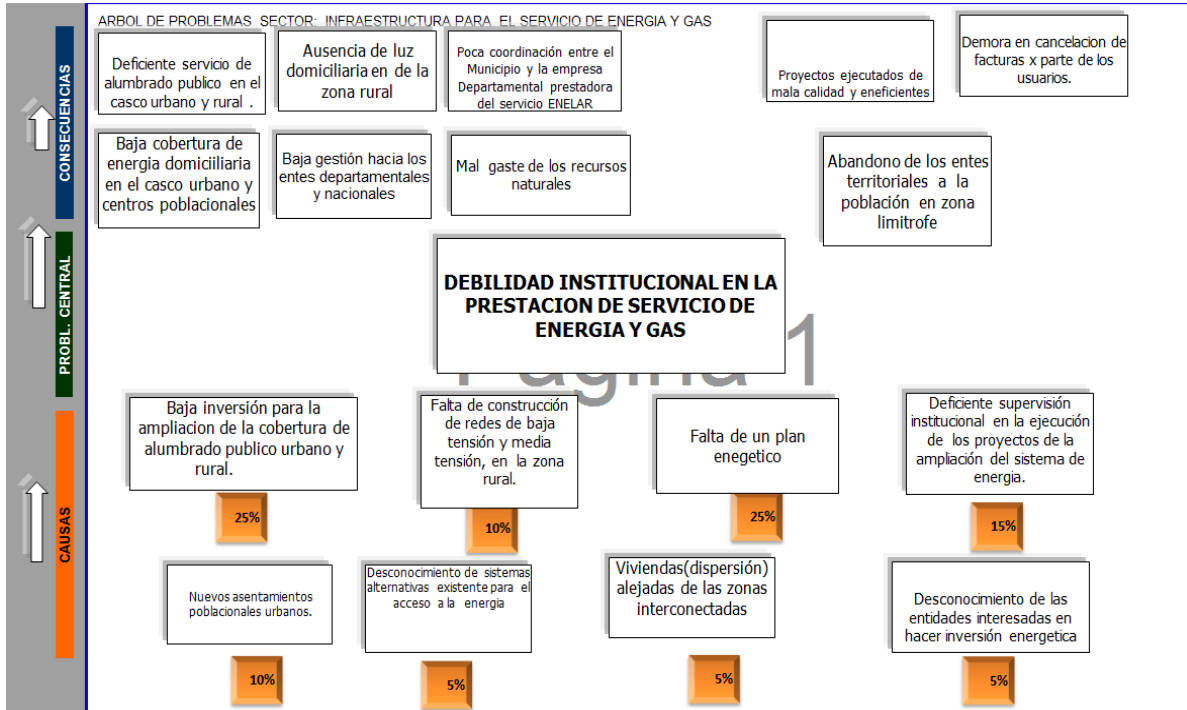 ARBOL DE PROBLEMAS SECTOR: INFRAESTRUCTURA PARA EL SERVICIO DE ENERGIA Y GAS
CONSECUENCIAS
Deficiente servicio de
alumbrado publico en el
casco urbano y rural .
Ausencia de luz
domiciliaria en de la
zona rural
Poca coordinación entre el
Municipio y la empresa
Departamental prestadora
del servicio ENELAR
Proyectos ejecutados de
mala calidad y eneficientes
Demora en cancelacion de
facturas x parte de los
usuarios.
Baja cobertura de
energia domiciiliaria
en el casco urbano y
centros poblacionales
Baja gestión hacia los
entes departamentales
y nacionales
Mal gaste de los recursos
naturales
Abandono de los entes
territoriales a la
población en zona
limitrofe
PROBL. CENTRAL
DEBILIDAD INSTITUCIONAL EN LA
PRESTACION DE SERVICIO DE
ENERGIA Y GAS
Página 1
CAUSAS
Baja inversión para la
ampliacion de la cobertura de
alumbrado publico urbano y
rural.
25%
Falta de construcción
de redes de baja
tensión y media
tensión, en la zona
rural.
10%
Falta de un plan
enegetico
25%
Deficiente supervisión
institucional en la ejecución
de los proyectos de la
ampliación del sistema de
energia.
15%
Nuevos asentamientos
poblacionales urbanos.
10%
Desconocimiento de sistemas
alternativas existente para el
acceso a la energia
5%
Viviendas(dispersión)
alejadas de las zonas
interconectadas
5%
Desconocimiento de las
entidades interesadas en
hacer inversión energetica
5%